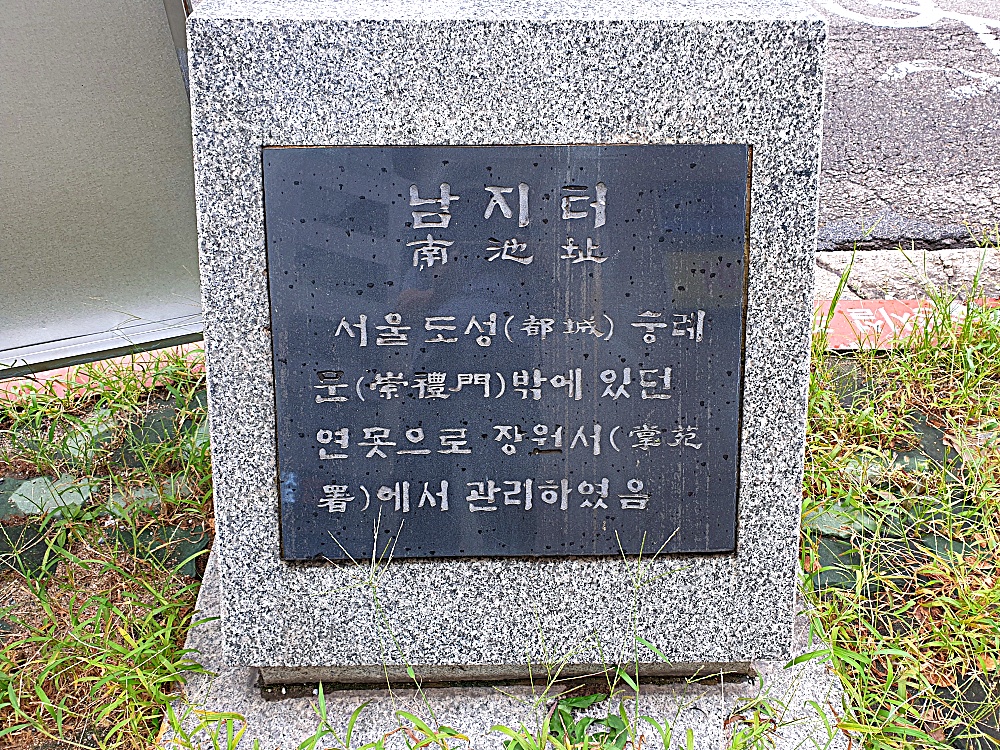 남지터
南池址
서울 도성(都城) 숭례
문(崇禮門)밖에 있던
연못으로 장원서(掌苑
署)에서 관리하였음